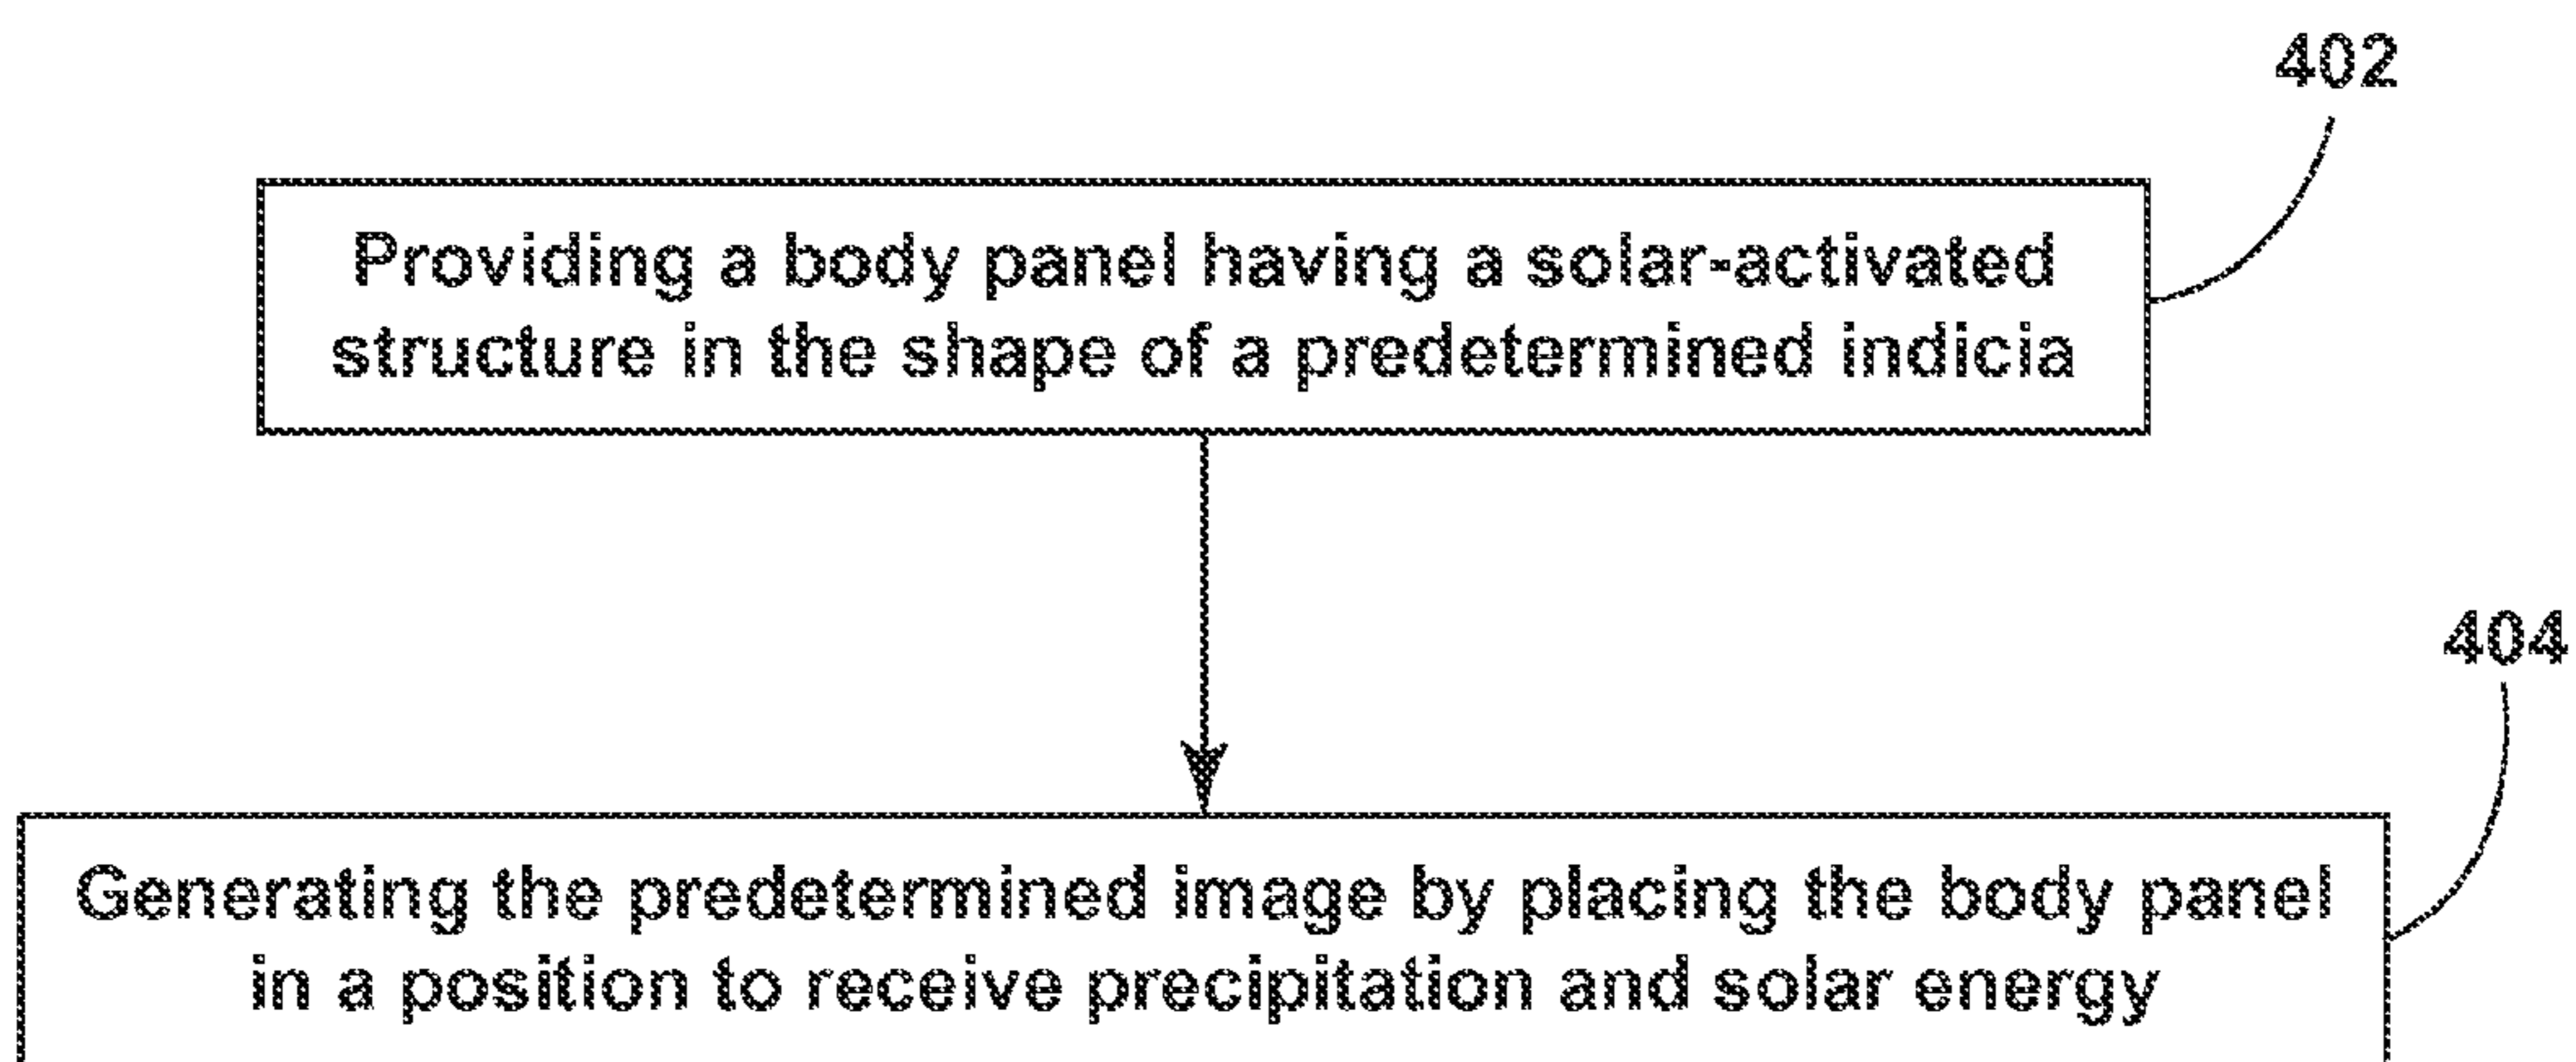 402
Providing a body panel having a solar-activated
structure in the shape of a predetermined indicia
404
Generating the predetermined image by placing the body panel
in a position to receive precipitation and solar energy